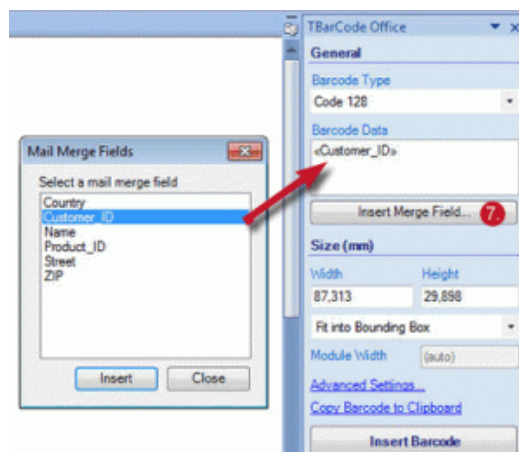 TBarCode Office
General
Barcode Type
Code 128
Barcode Data
«Customer_ID»
Insert Merge Field... 7.
Size (mm)
Width Height
87,313 29,898
Fit into Bounding Box
Module Width (auto)
Advanced Settings...
Copy Barcode to Clipboard
Insert Barcode
Mail Merge Fields
Select a mail merge field
Country
Customer_ID
Name
Product_ID
Street
ZIP
Insert Close